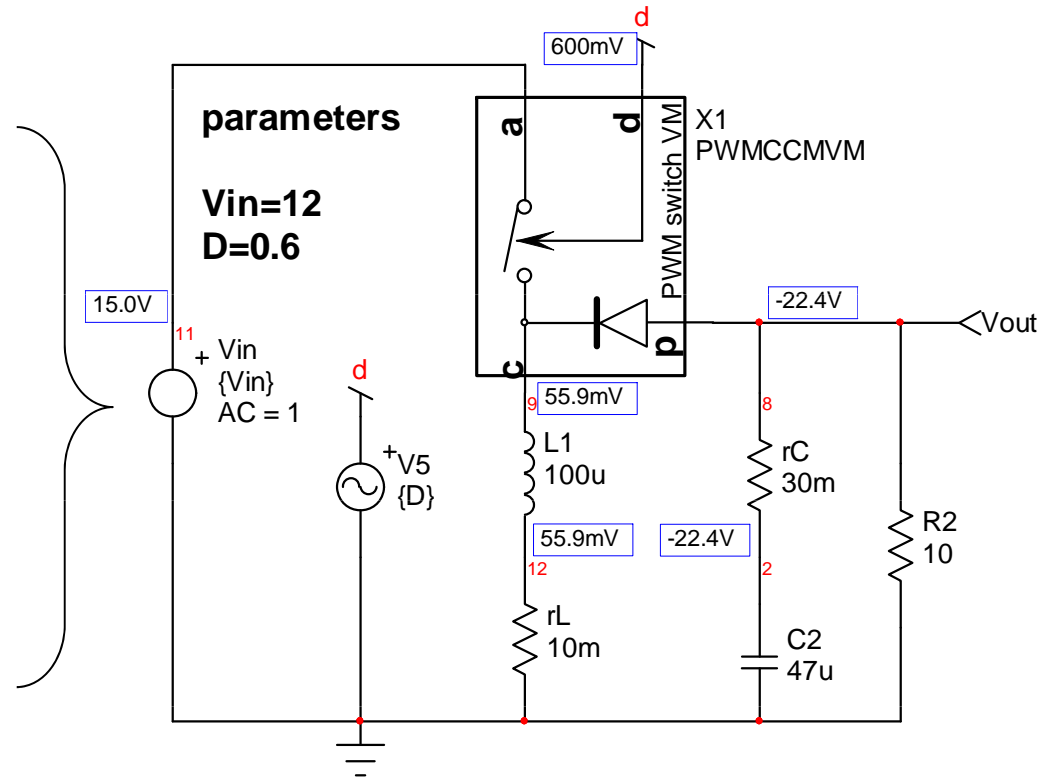 d
600mV
parameters
a
d
PWM switch VM
X1
PWMCCMVM
Vin=12
D=0.6
15.0V
11
-22.4V
Vout
p
c
+
Vin
{Vin}
AC = 1
d
+
V5
{D}
9
55.9mV
8
L1
100u
rC
30m
R2
10
55.9mV
-22.4V
12
2
rL
10m
C2
47u